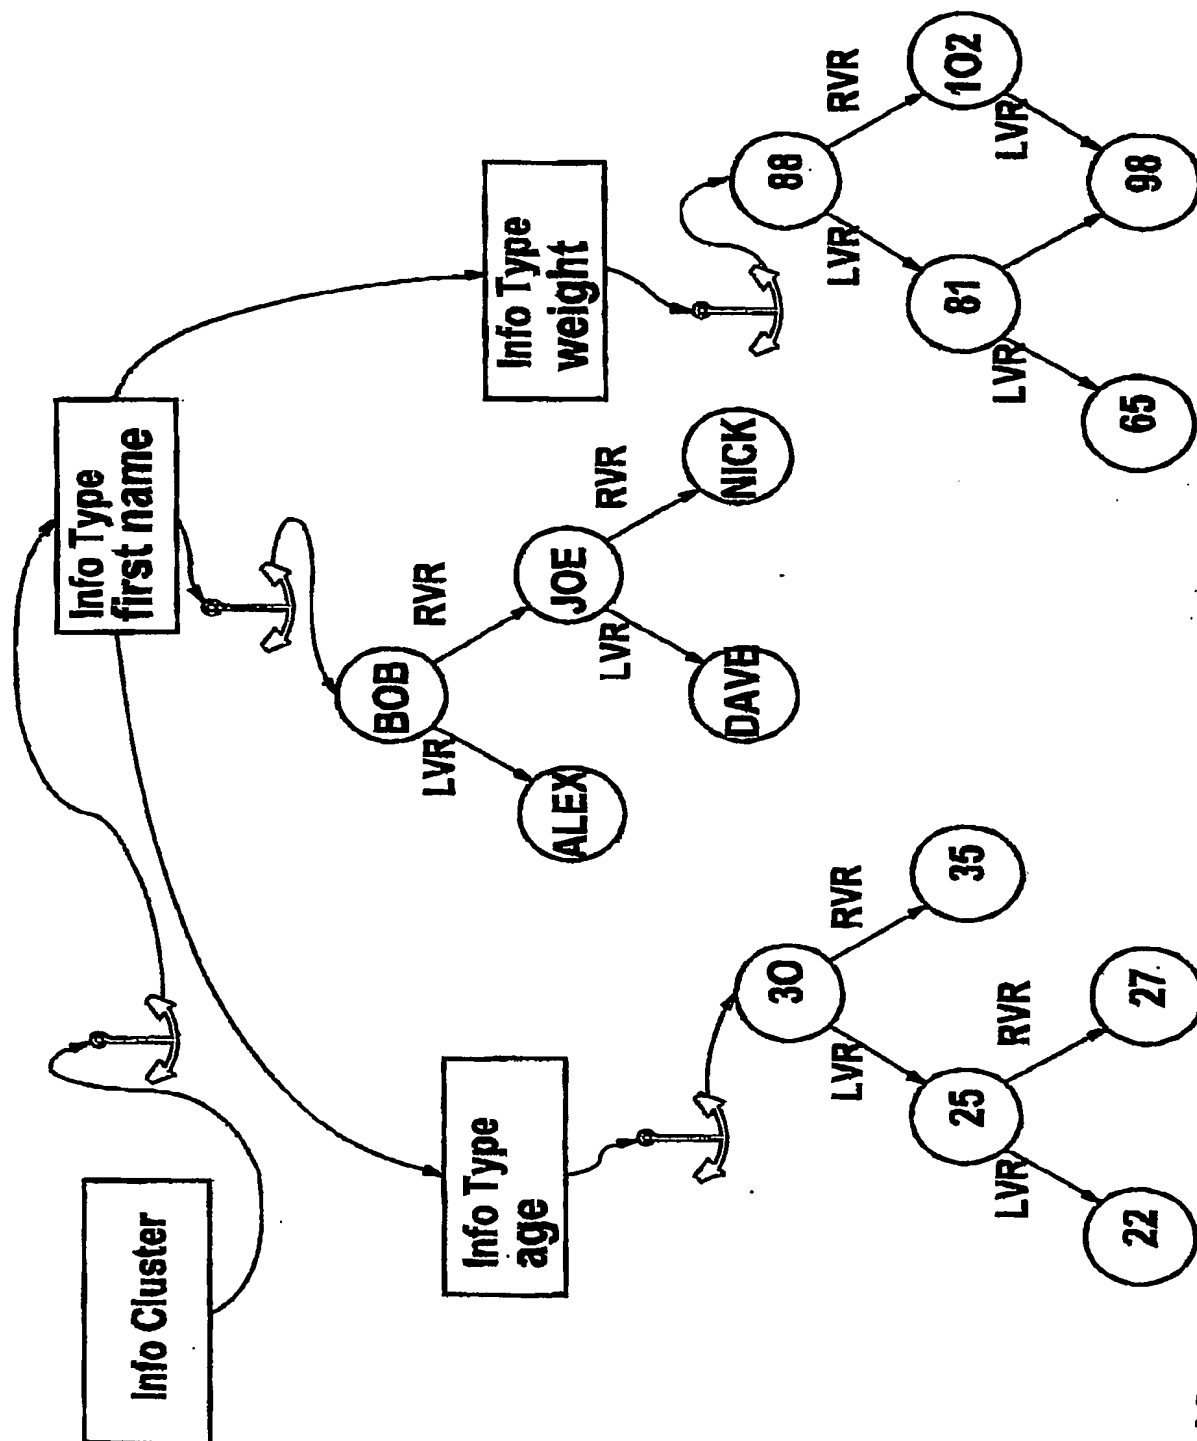 Info Cluster
Info Type
first name
Info Type
age
Info Type
weight
BOB
LVR
RVR
ALEX
JOE
LVR
RVR
DAVE
NICK
30
LVR
RVR
25
35
LVR
RVR
22
27
88
LVR
RVR
81
102
LVR
LVR
65
98